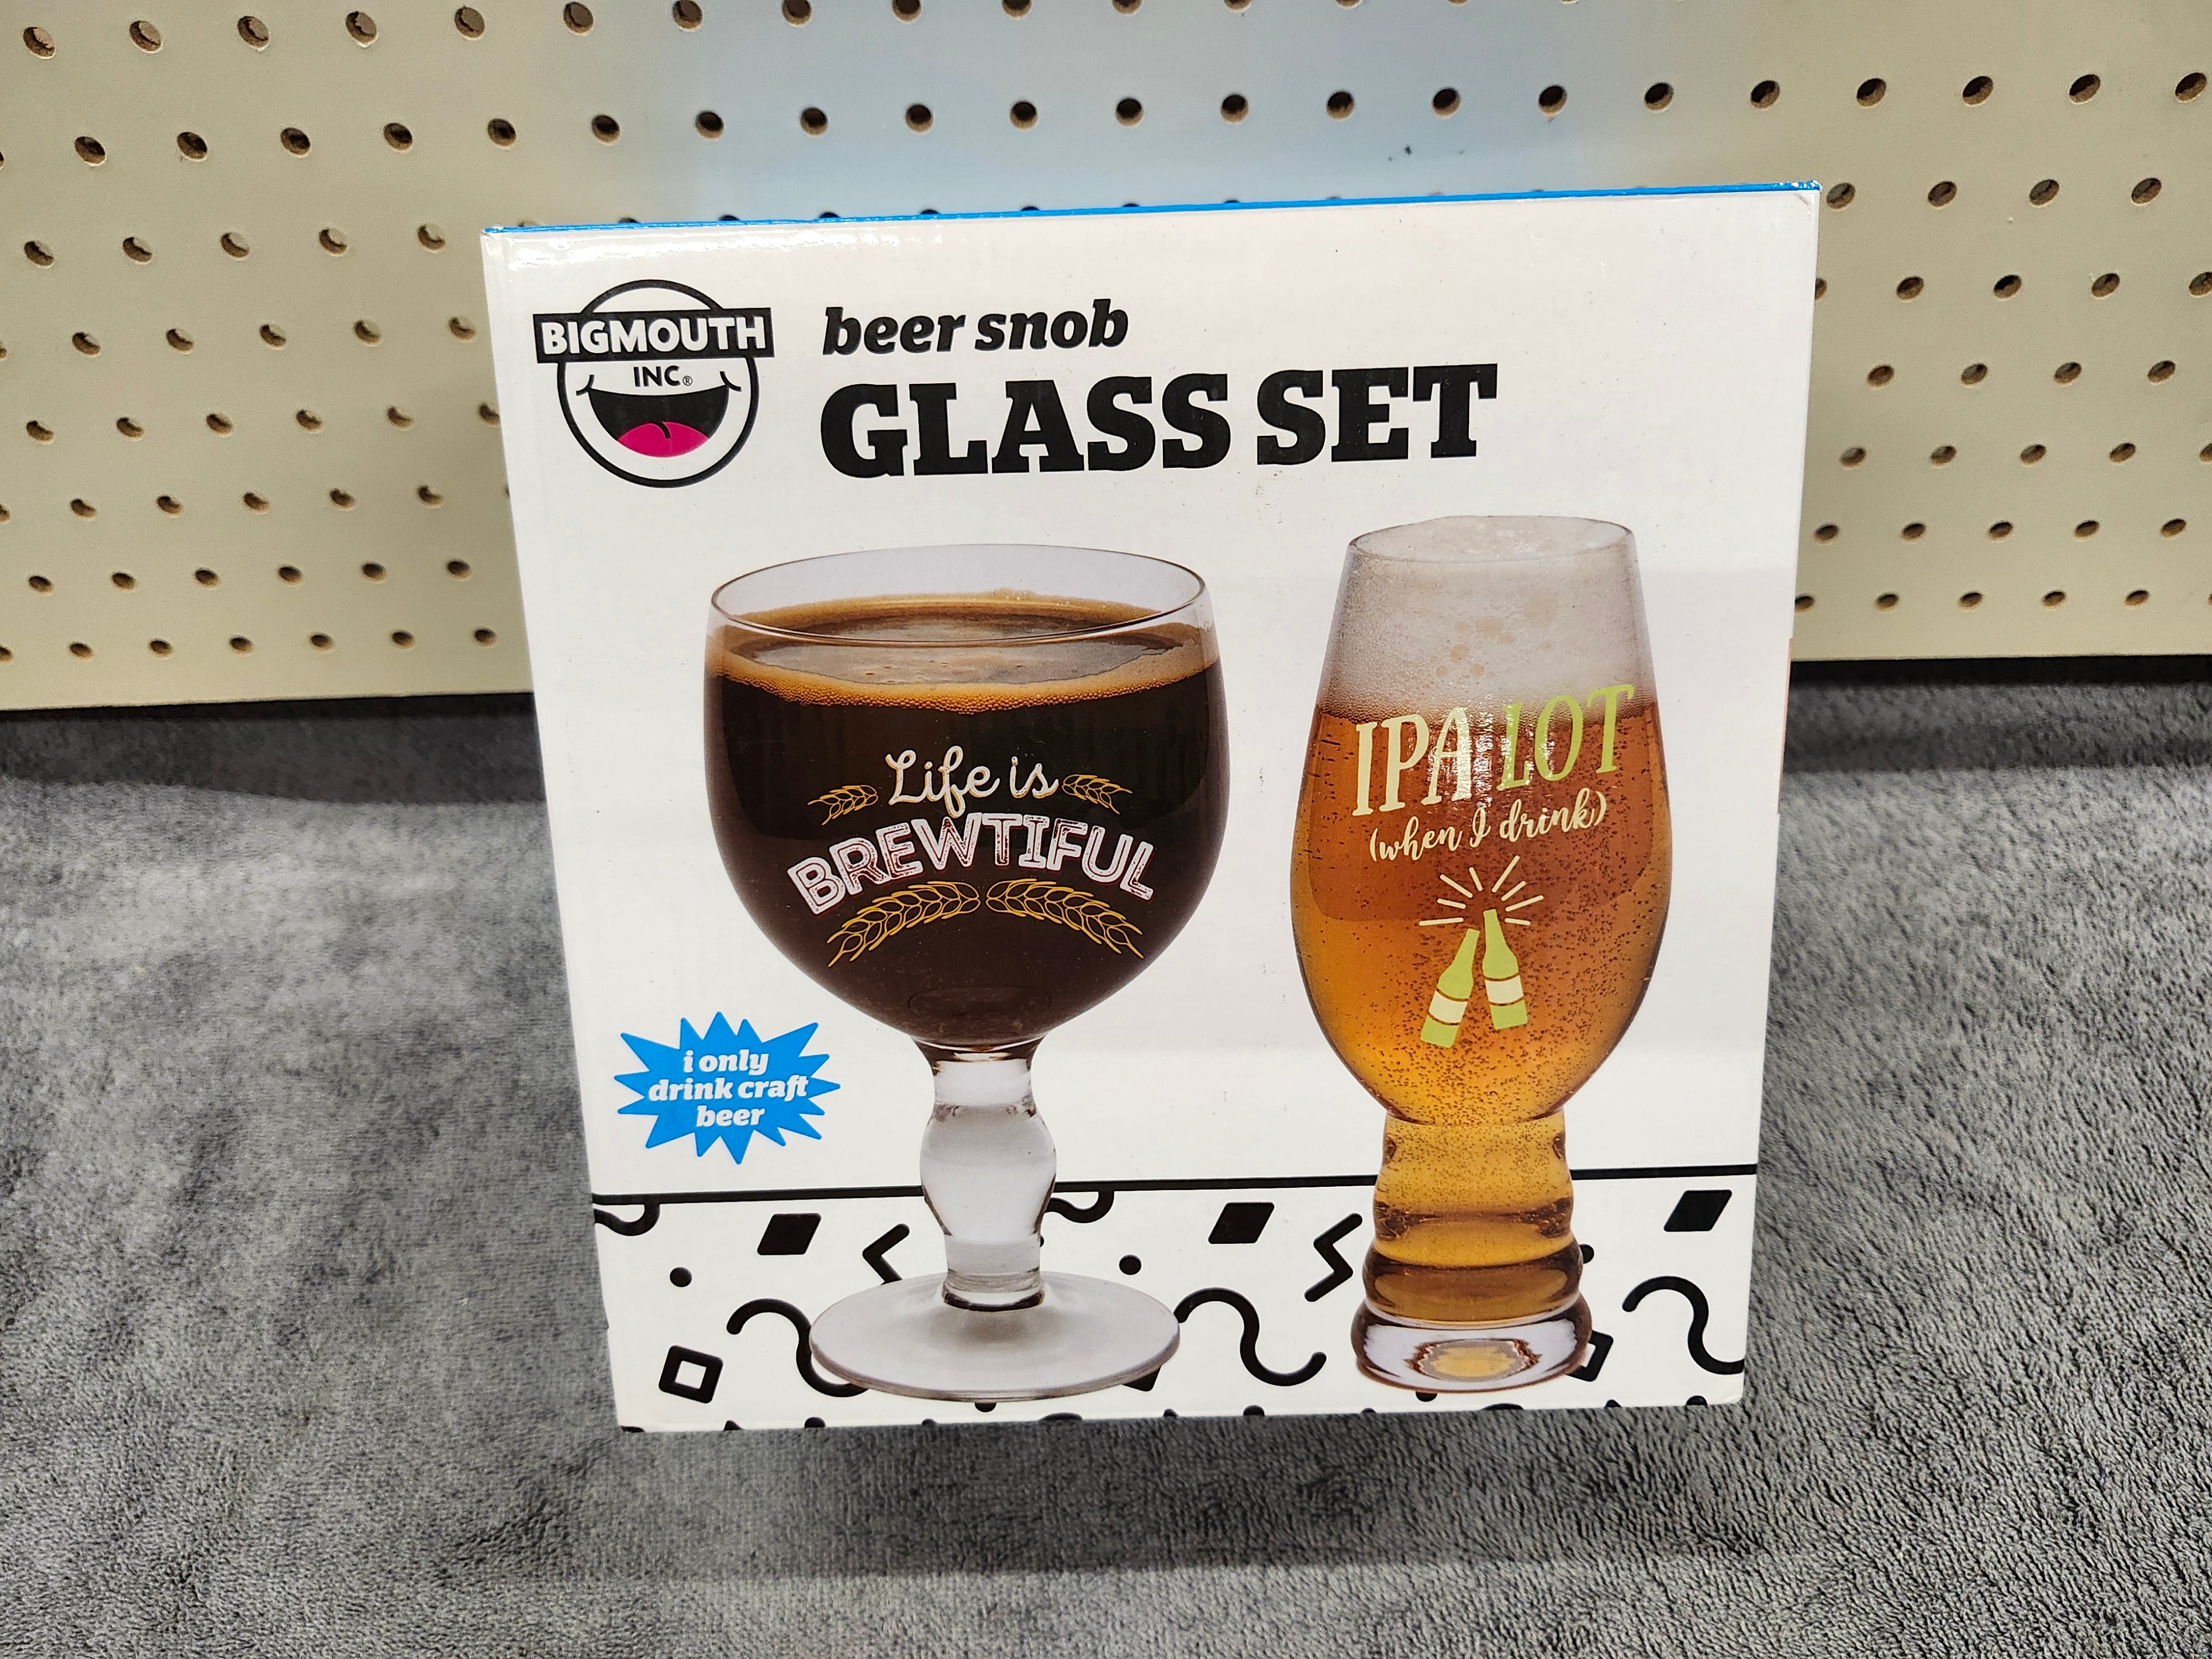 BIGMOUTH
INC.®
beer snob
GLASS SET
Life is
BREWTIFUL
IPA LOT
(when I drink)
i only
drink craft
beer